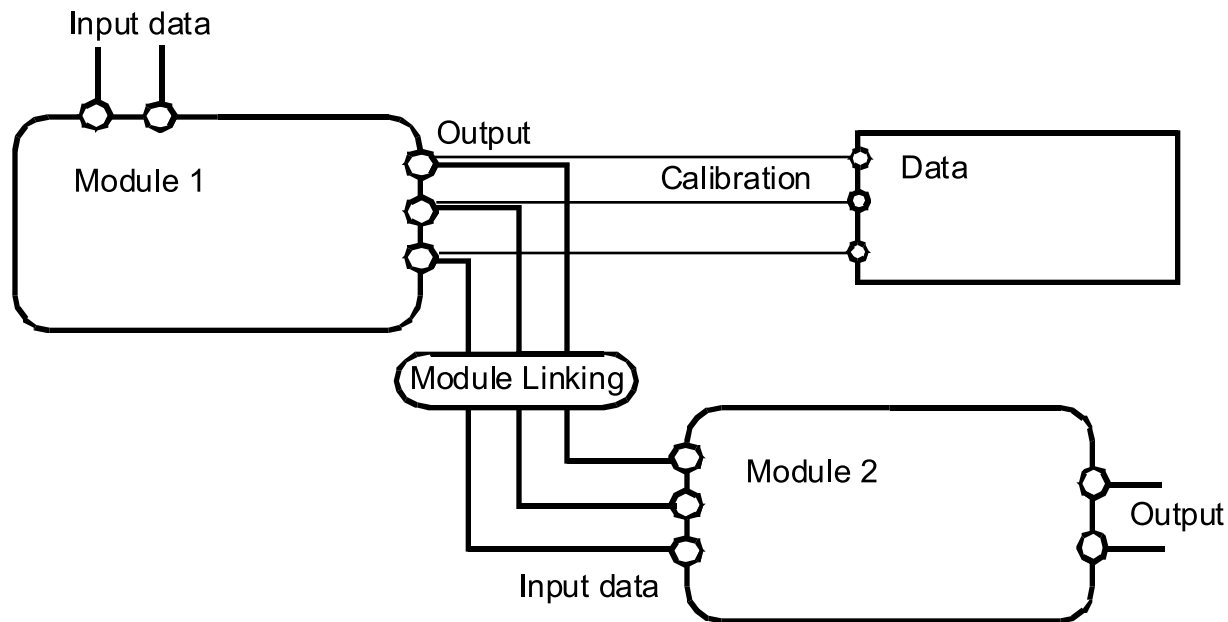 Input data
Output
Module 1
Calibration
Data
Module Linking
Module 2
Output
Input data